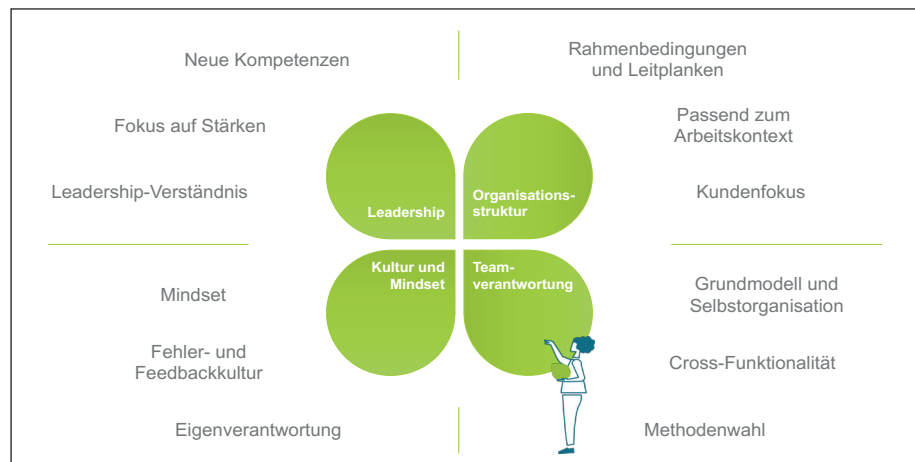 Neue Kompetenzen
Fokus auf Stärken
Leadership-Verständnis
Rahmenbedingungen
und Leitplanken
Passend zum
Arbeitskontext
Kundenfokus
Leadership
Organisations-
struktur
Kultur und
Mindset
Team-
verantwortung
Mindset
Fehler- und
Feedbackkultur
Eigenverantwortung
Grundmodell und
Selbstorganisation
Cross-Funktionalität
Methodenwahl